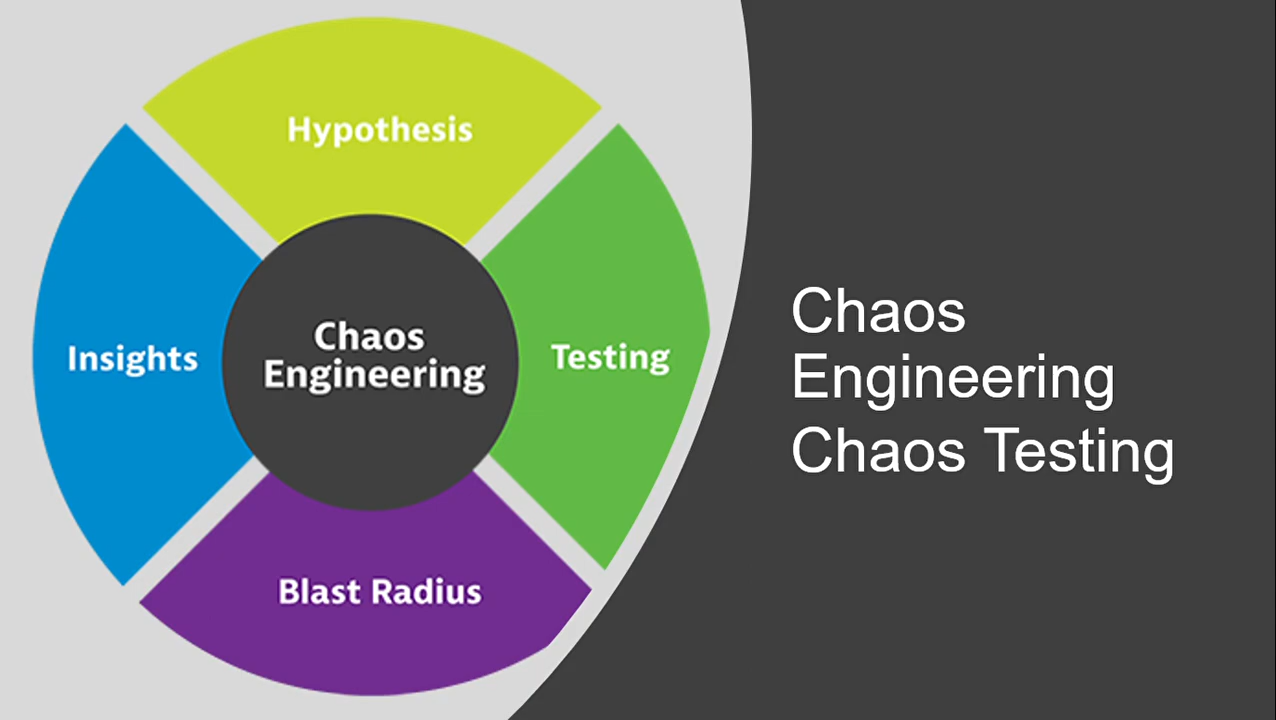 Hypothesis
Insights
Chaos
Engineering
Testing
Blast Radius
Chaos
Engineering
Chaos Testing